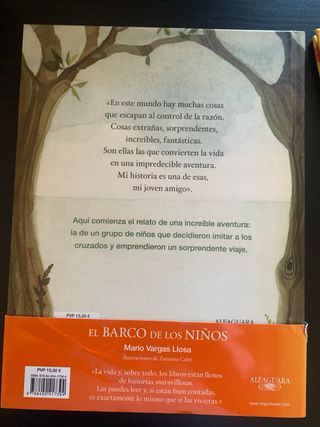 «En este mundo hay muchas cosas
que escapan al control de la razón.
Cosas extrañas, sorprendentes,
increíbles, fantásticas.
Son ellas las que convierten la vida
en una impredecible aventura.
Mi historia es una de esas,
mi joven amigo».
Aquí comienza el relato de una increíble aventura:
la de un grupo de niños que decidieron imitar a los
cruzados y emprendieron un sorprendente viaje.
PVP 15,00 €
ALFAGUARA
EL BARCO DE LOS NIÑOS
Mario Vargas Llosa
Ilustraciones de Zuzanna Celej
PVP 15,00 €
ALFAGUARA
«La vida y, sobre todo, los libros están llenos
de historias maravillosas.
Las puedes leer y, si están bien contadas,
es exactamente lo mismo que si las vivieras.»